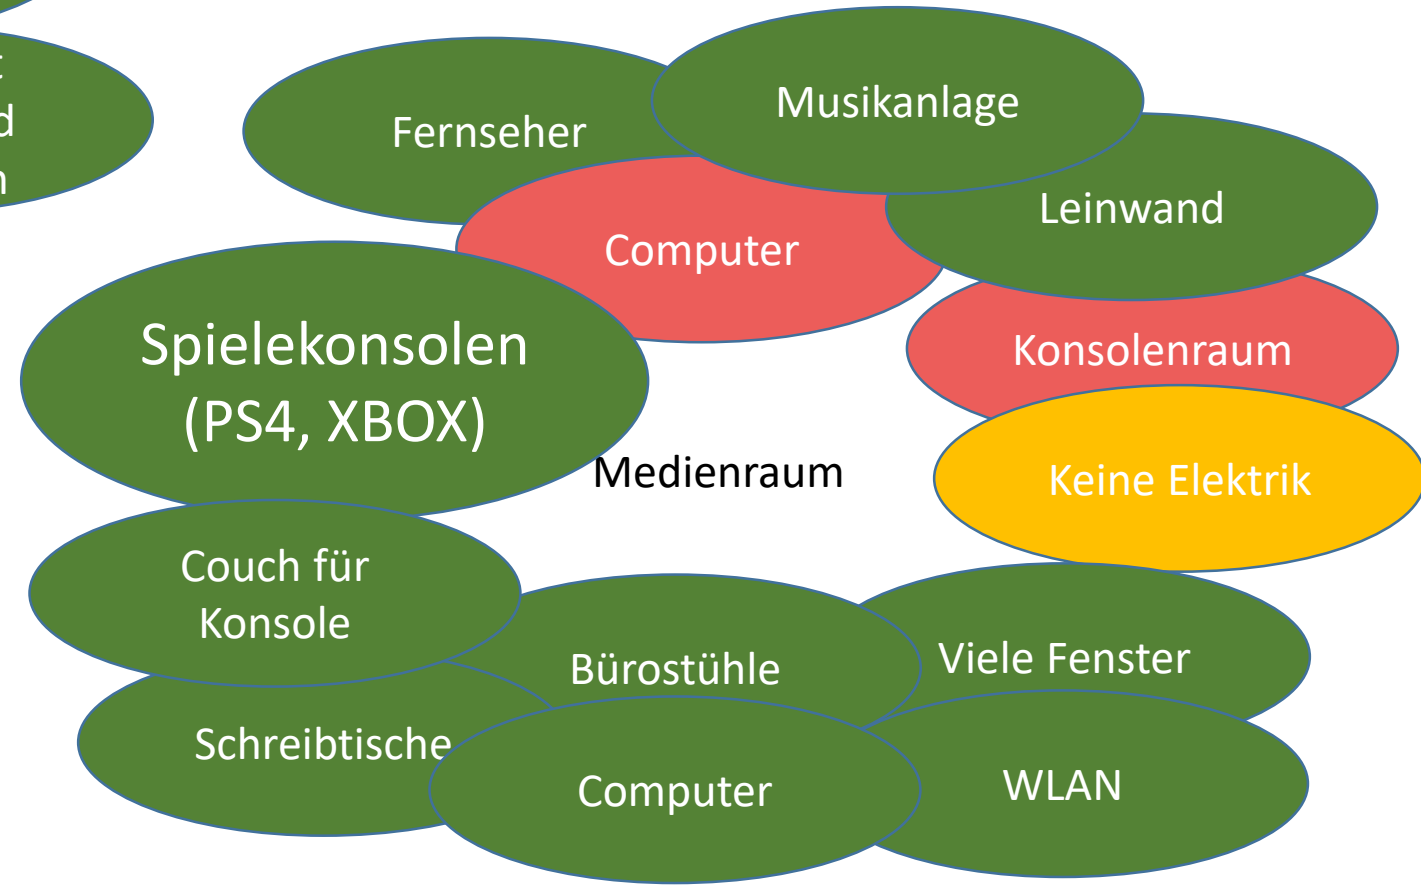 Musikanlage
Fernseher
Leinwand
Computer
Spielekonsolen
(PS4, XBOX)
Konsolenraum
Medienraum
Keine Elektrik
Couch für
Konsole
Bürostühle
Viele Fenster
Schreibtische
Computer
WLAN